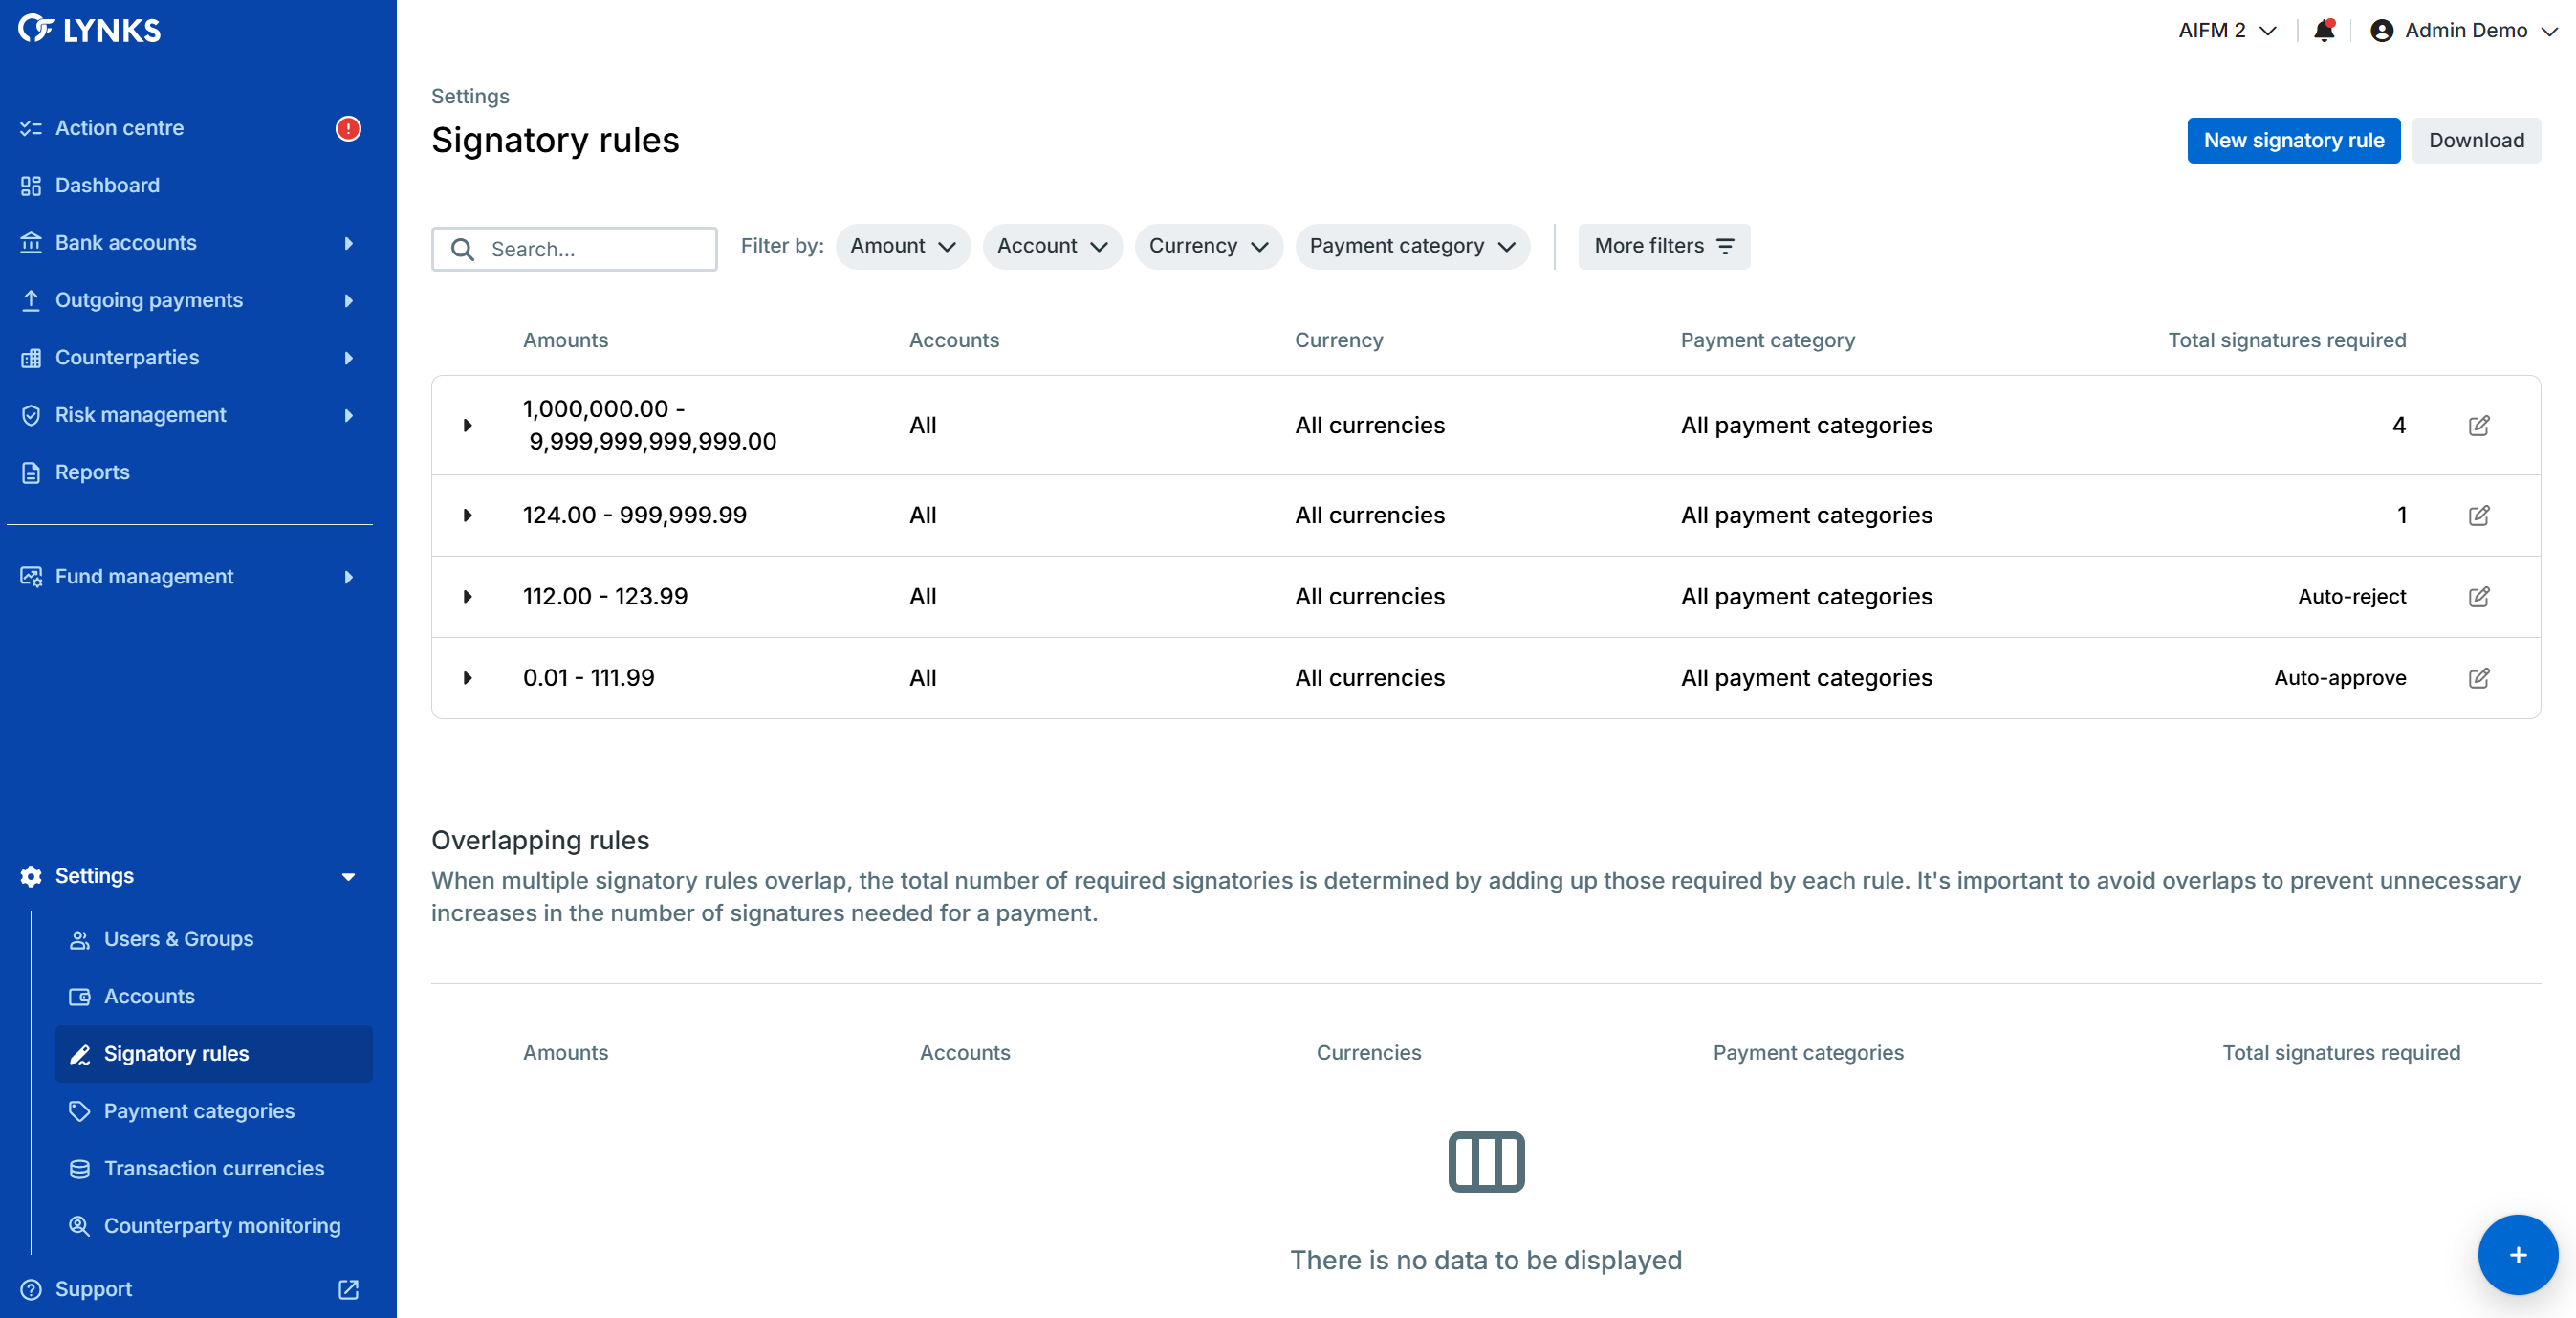 LYNKS
AIFM 2
Admin Demo
Action centre
Dashboard
Bank accounts
Outgoing payments
Counterparties
Risk management
Reports
Fund management
Settings
Users & Groups
Accounts
Signatory rules
Payment categories
Transaction currencies
Counterparty monitoring
Support
Settings
Signatory rules
New signatory rule
Download
Search...
Filter by:
Amount
Account
Currency
Payment category
More filters
Amounts Accounts Currency Payment category Total signatures required
1,000,000.00 -
9,999,999,999,999.00
All All currencies All payment categories 4
124.00 - 999,999.99 All All currencies All payment categories 1
112.00 - 123.99 All All currencies All payment categories Auto-reject
0.01 - 111.99 All All currencies All payment categories Auto-approve
Overlapping rules
When multiple signatory rules overlap, the total number of required signatories is determined by adding up those required by each rule. It's important to avoid overlaps to prevent unnecessary
increases in the number of signatures needed for a payment.
Amounts Accounts Currencies Payment categories Total signatures required
There is no data to be displayed